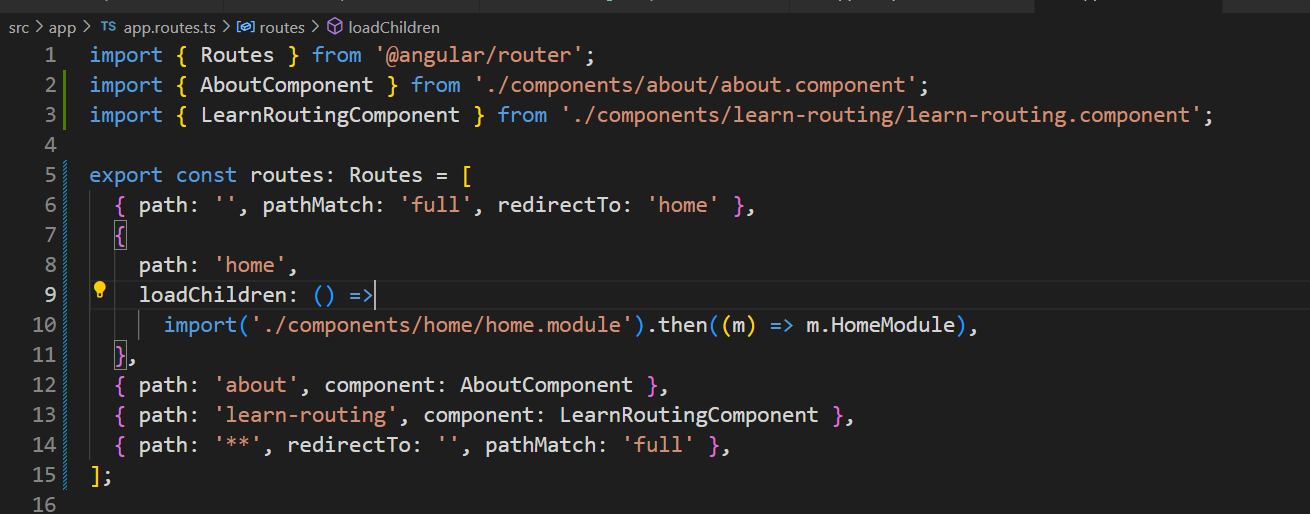 src > app > TS app.routes.ts > routes > loadChildren
1 import { Routes } from '@angular/router';
2 import { AboutComponent } from './components/about/about.component';
3 import { LearnRoutingComponent } from './components/learn-routing/learn-routing.component';
4
5 export const routes: Routes = [
6 { path: '', pathMatch: 'full', redirectTo: 'home' },
7 {
8 path: 'home',
9 loadChildren: () =>
10 import('./components/home/home.module').then((m) => m.HomeModule),
11 },
12 { path: 'about', component: AboutComponent },
13 { path: 'learn-routing', component: LearnRoutingComponent },
14 { path: '**', redirectTo: '', pathMatch: 'full' },
15 ];
16